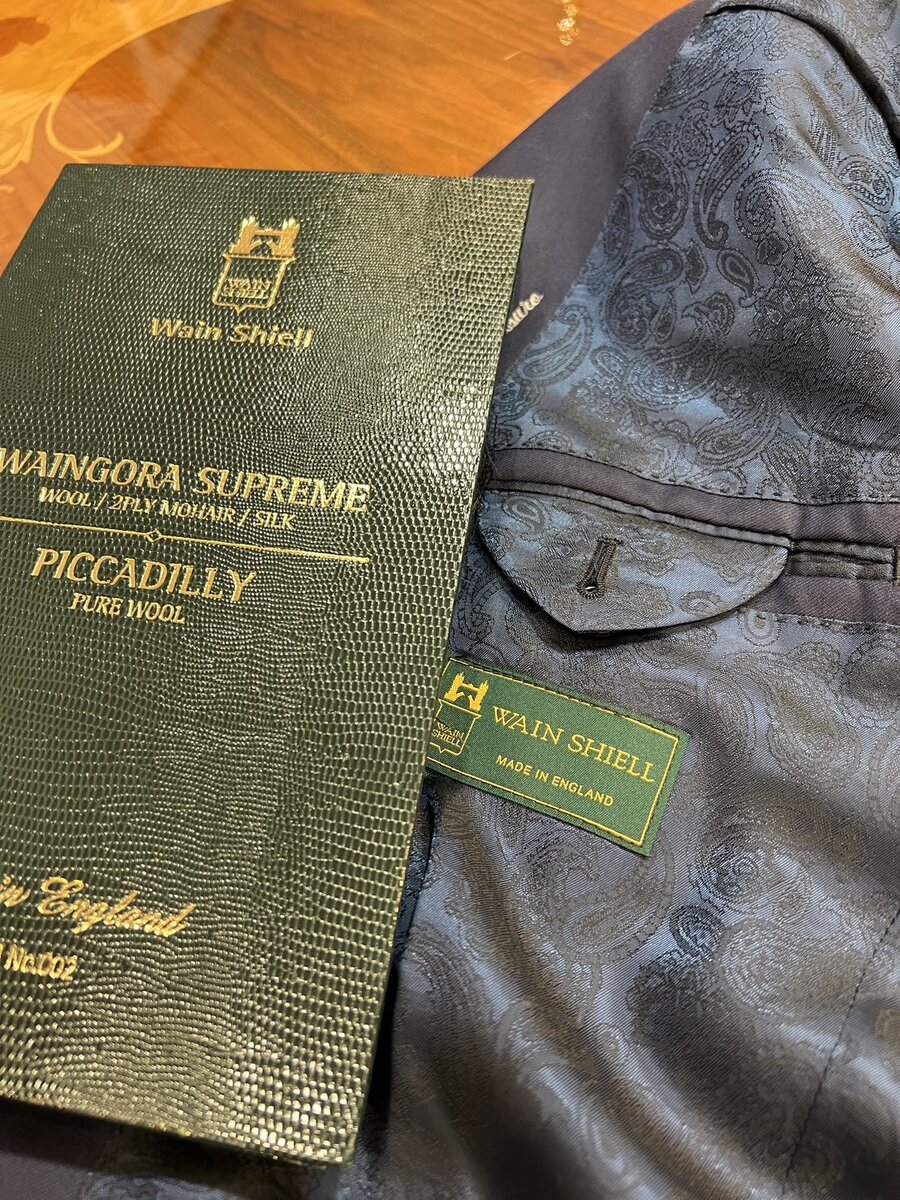 WAIN
SHIELL
Wain Shiell
WAINGORA SUPREME
WOOL / 2PLY MOHAIR / SILK
PICCADILLY
PURE WOOL
in England
No.002
WAIN
SHIELL
WAIN SHIELL
MADE IN ENGLAND